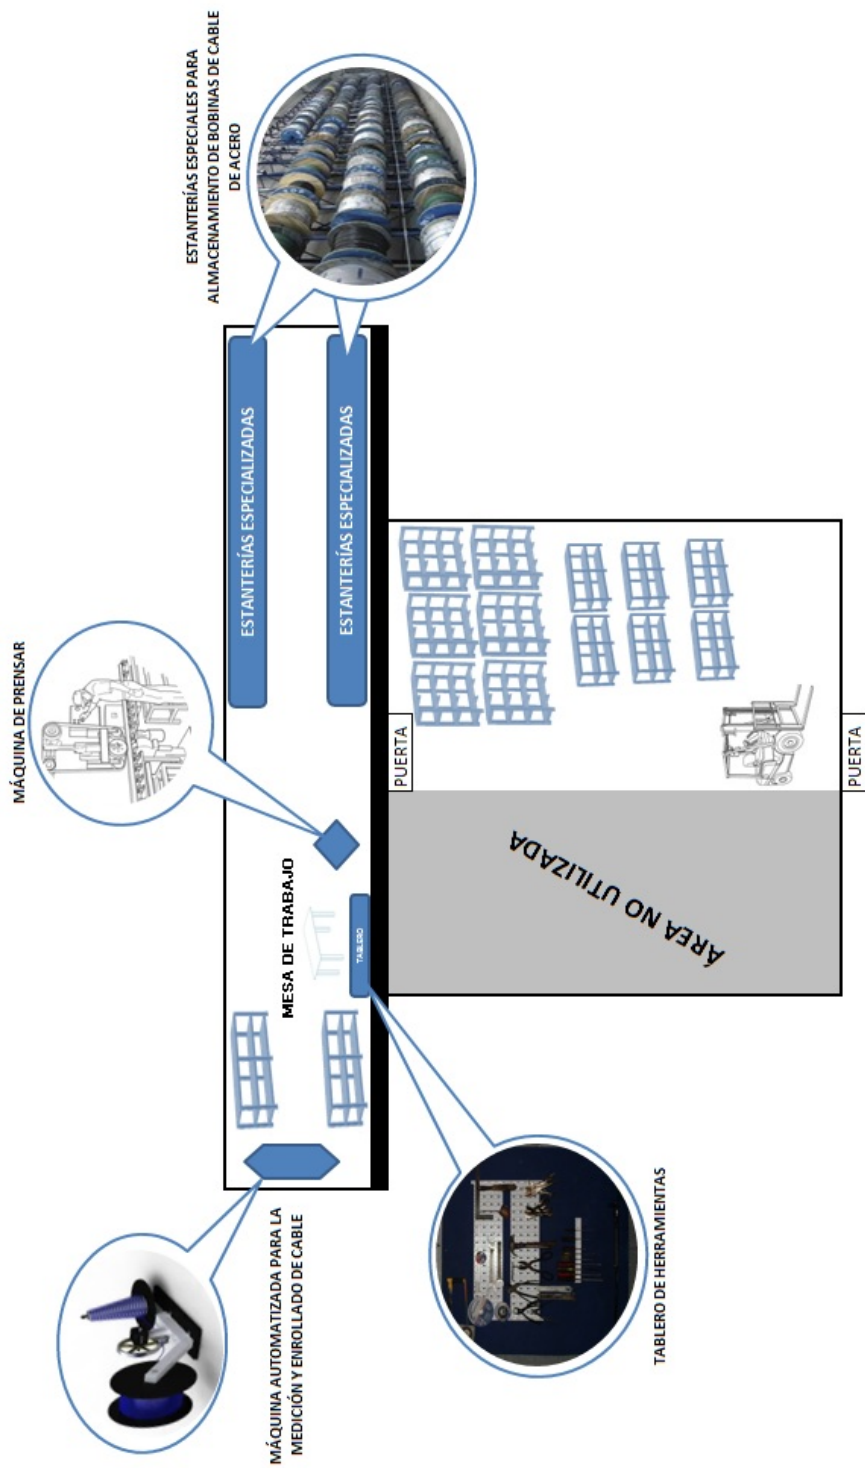 MÁQUINA AUTOMATIZADA PARA LA
MEDICIÓN Y ENROLLADO DE CABLE
MÁQUINA DE PRENSAR
ESTANTERÍAS ESPECIALES PARA
ALMACENAMIENTO DE BOBINAS DE CABLE
DE ACERO
ESTANTERÍAS ESPECIALIZADAS
ESTANTERÍAS ESPECIALIZADAS
MESA DE TRABAJO
TABLERO
PUERTA
ÁREA NO UTILIZADA
PUERTA
TABLERO DE HERRAMIENTAS